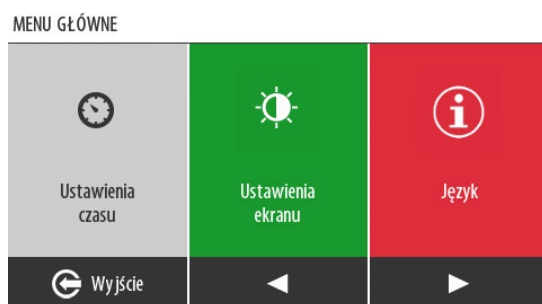 MENU GŁÓWNE
Ustawienia
czasu
Ustawienia
ekranu
Język
Wyjście